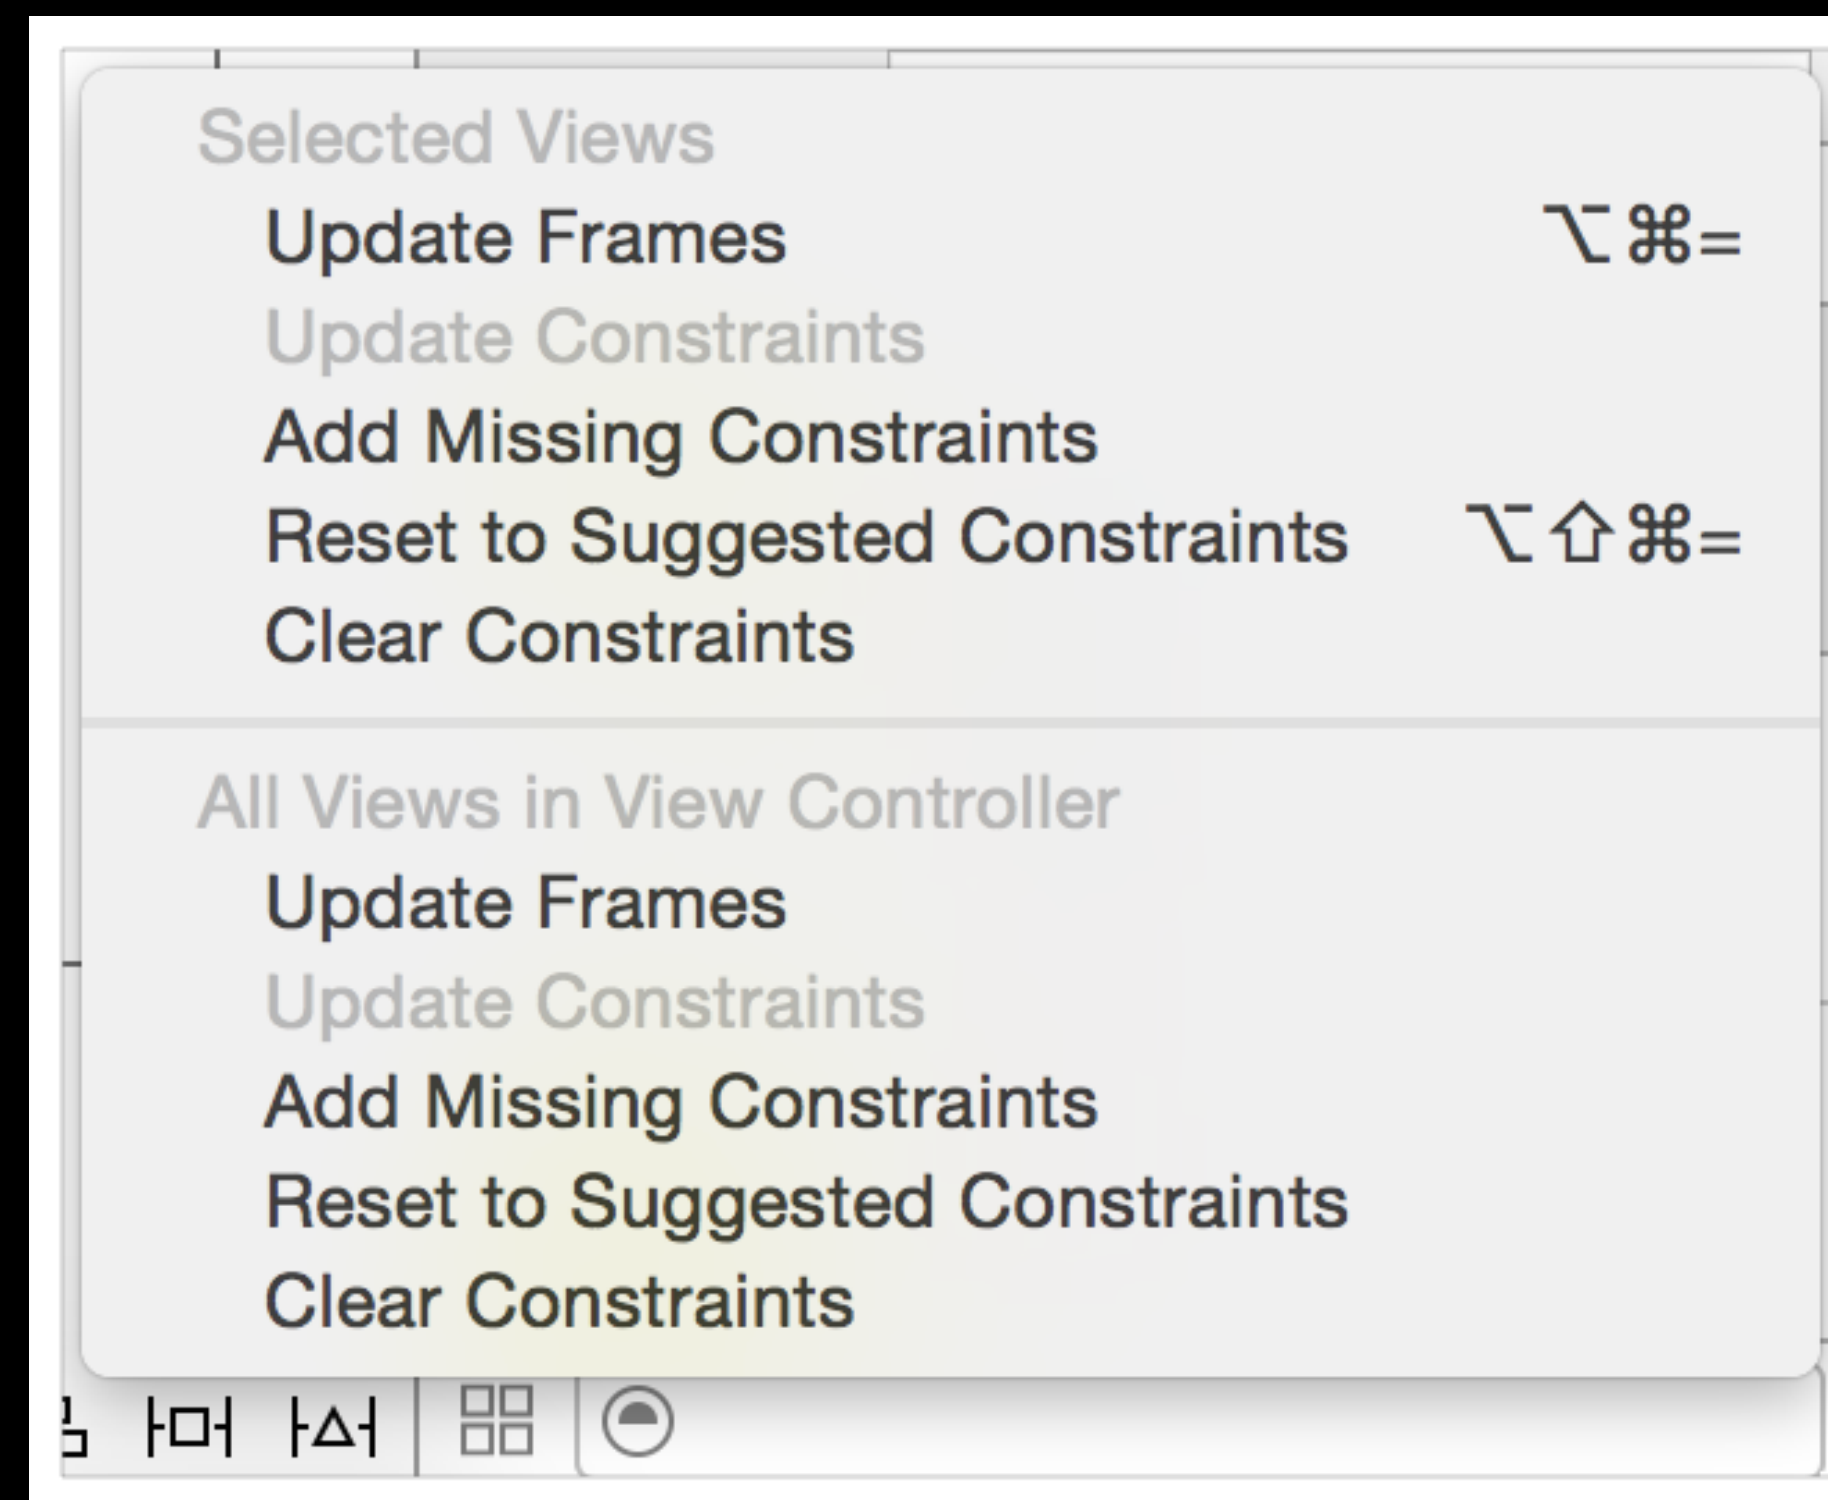 Selected Views
Update Frames ⌥⌘=
Update Constraints
Add Missing Constraints
Reset to Suggested Constraints ⌥⇧⌘=
Clear Constraints
All Views in View Controller
Update Frames
Update Constraints
Add Missing Constraints
Reset to Suggested Constraints
Clear Constraints